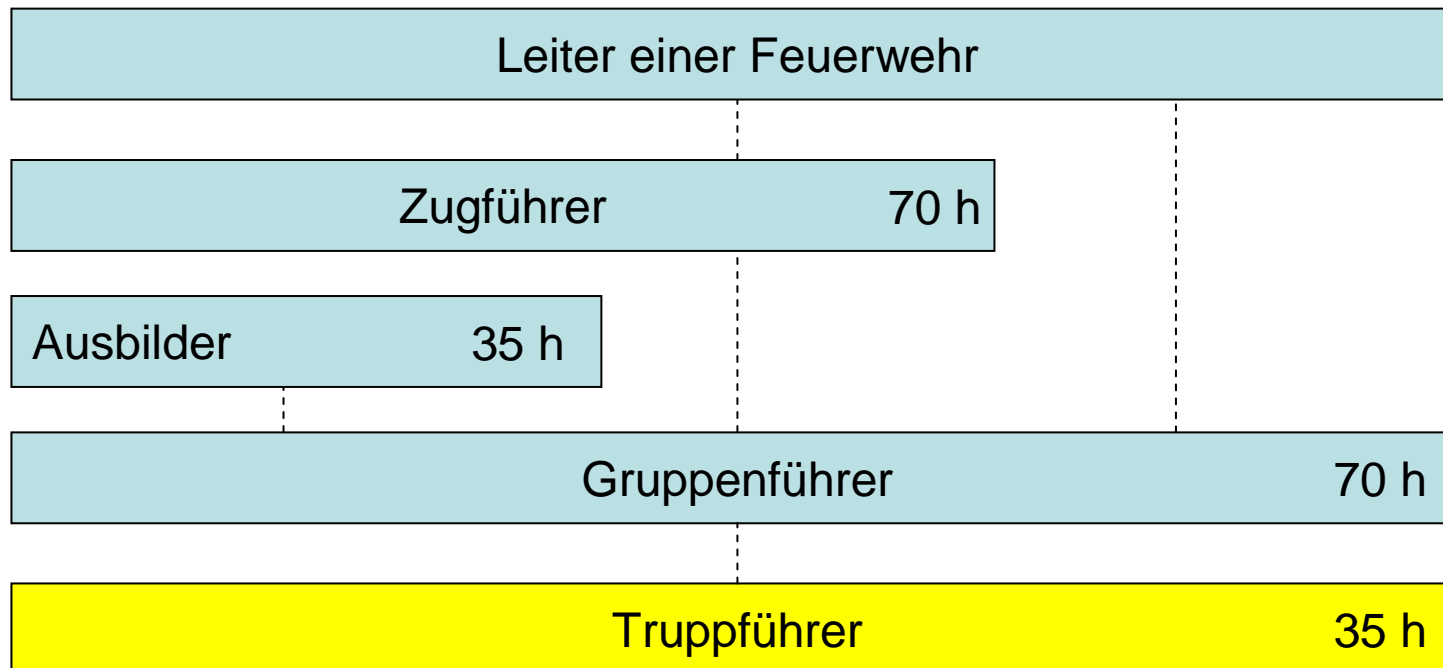 Leiter einer Feuerwehr
Zugführer 70 h
Ausbilder 35 h
Gruppenführer 70 h
Truppführer 35 h